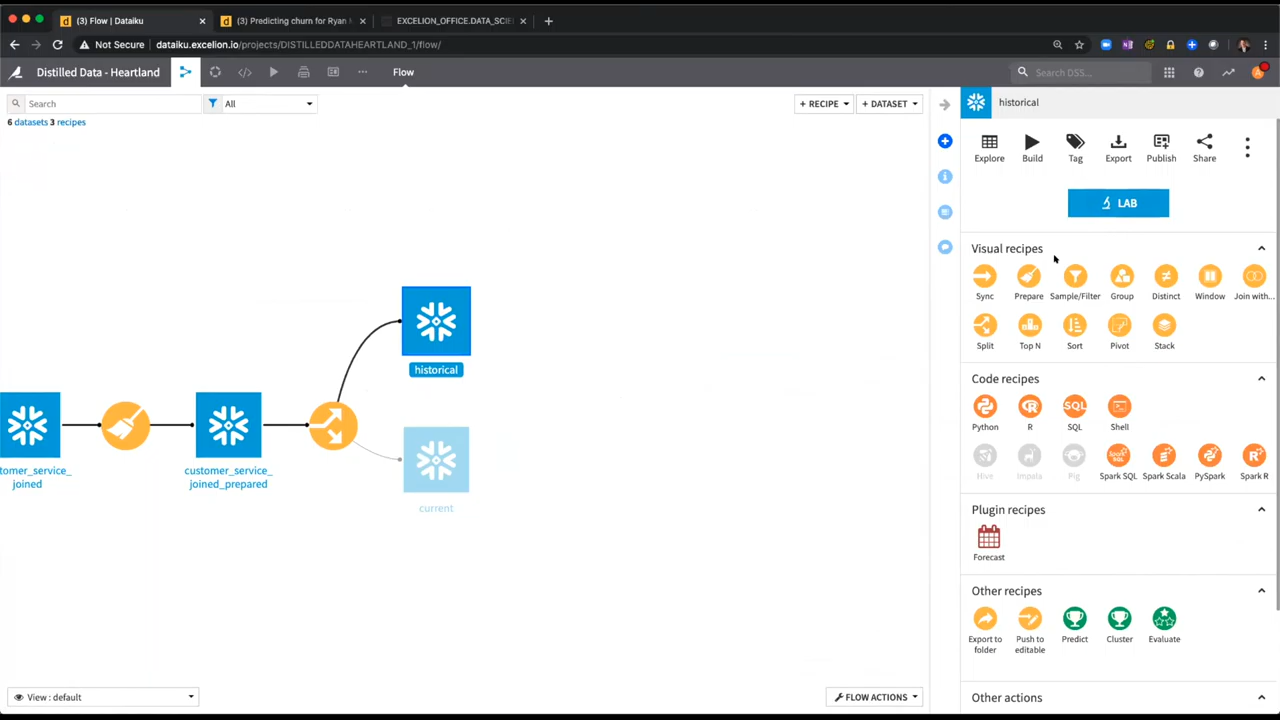 (3) Flow | Dataiku
(3) Predicting churn for Ryan M
EXCELION_OFFICE.DATA_SCIE
Not Secure
dataiku.excelion.io/projects/DISTILLEDDATAHEARTLAND_1/flow/
Distilled Data - Heartland
Flow
Search DSS...
Search
All
+ RECIPE
+ DATASET
6 datasets 3 recipes
historical
Explore
Build
Tag
Export
Publish
Share
LAB
Visual recipes
Sync
Prepare
Sample/Filter
Group
Distinct
Window
Join with...
Split
Top N
Sort
Pivot
Stack
Code recipes
Python
R
SQL
SQL
Shell
Hive
Impala
Pig
Spark SQL
Spark Scala
PySpark
Spark R
Plugin recipes
Forecast
Other recipes
Export to
folder
Push to
editable
Predict
Cluster
Evaluate
Other actions
historical
tomer_service_
joined
customer_service_
joined_prepared
current
View : default
FLOW ACTIONS